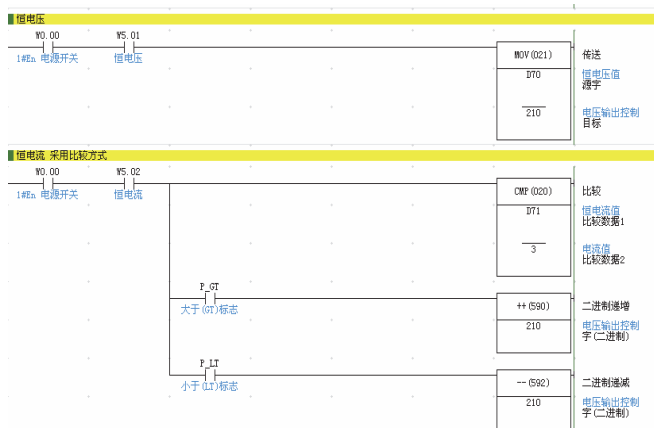 恒电压
W0.00 W5.01
1#En 电源开关 恒电压
MOV(021) 传送
D70 恒电压值
源字
210 电压输出控制
目标
恒电流 采用比较方式
W0.00 W5.02
1#En 电源开关 恒电流
CMP(020) 比较
D71 恒电流值
比较数据1
3 电流值
比较数据2
P_GT
大于(GT)标志
++(590) 二进制递增
210 电压输出控制
字(二进制)
P_LT
小于(LT)标志
--(592) 二进制递减
210 电压输出控制
字(二进制)